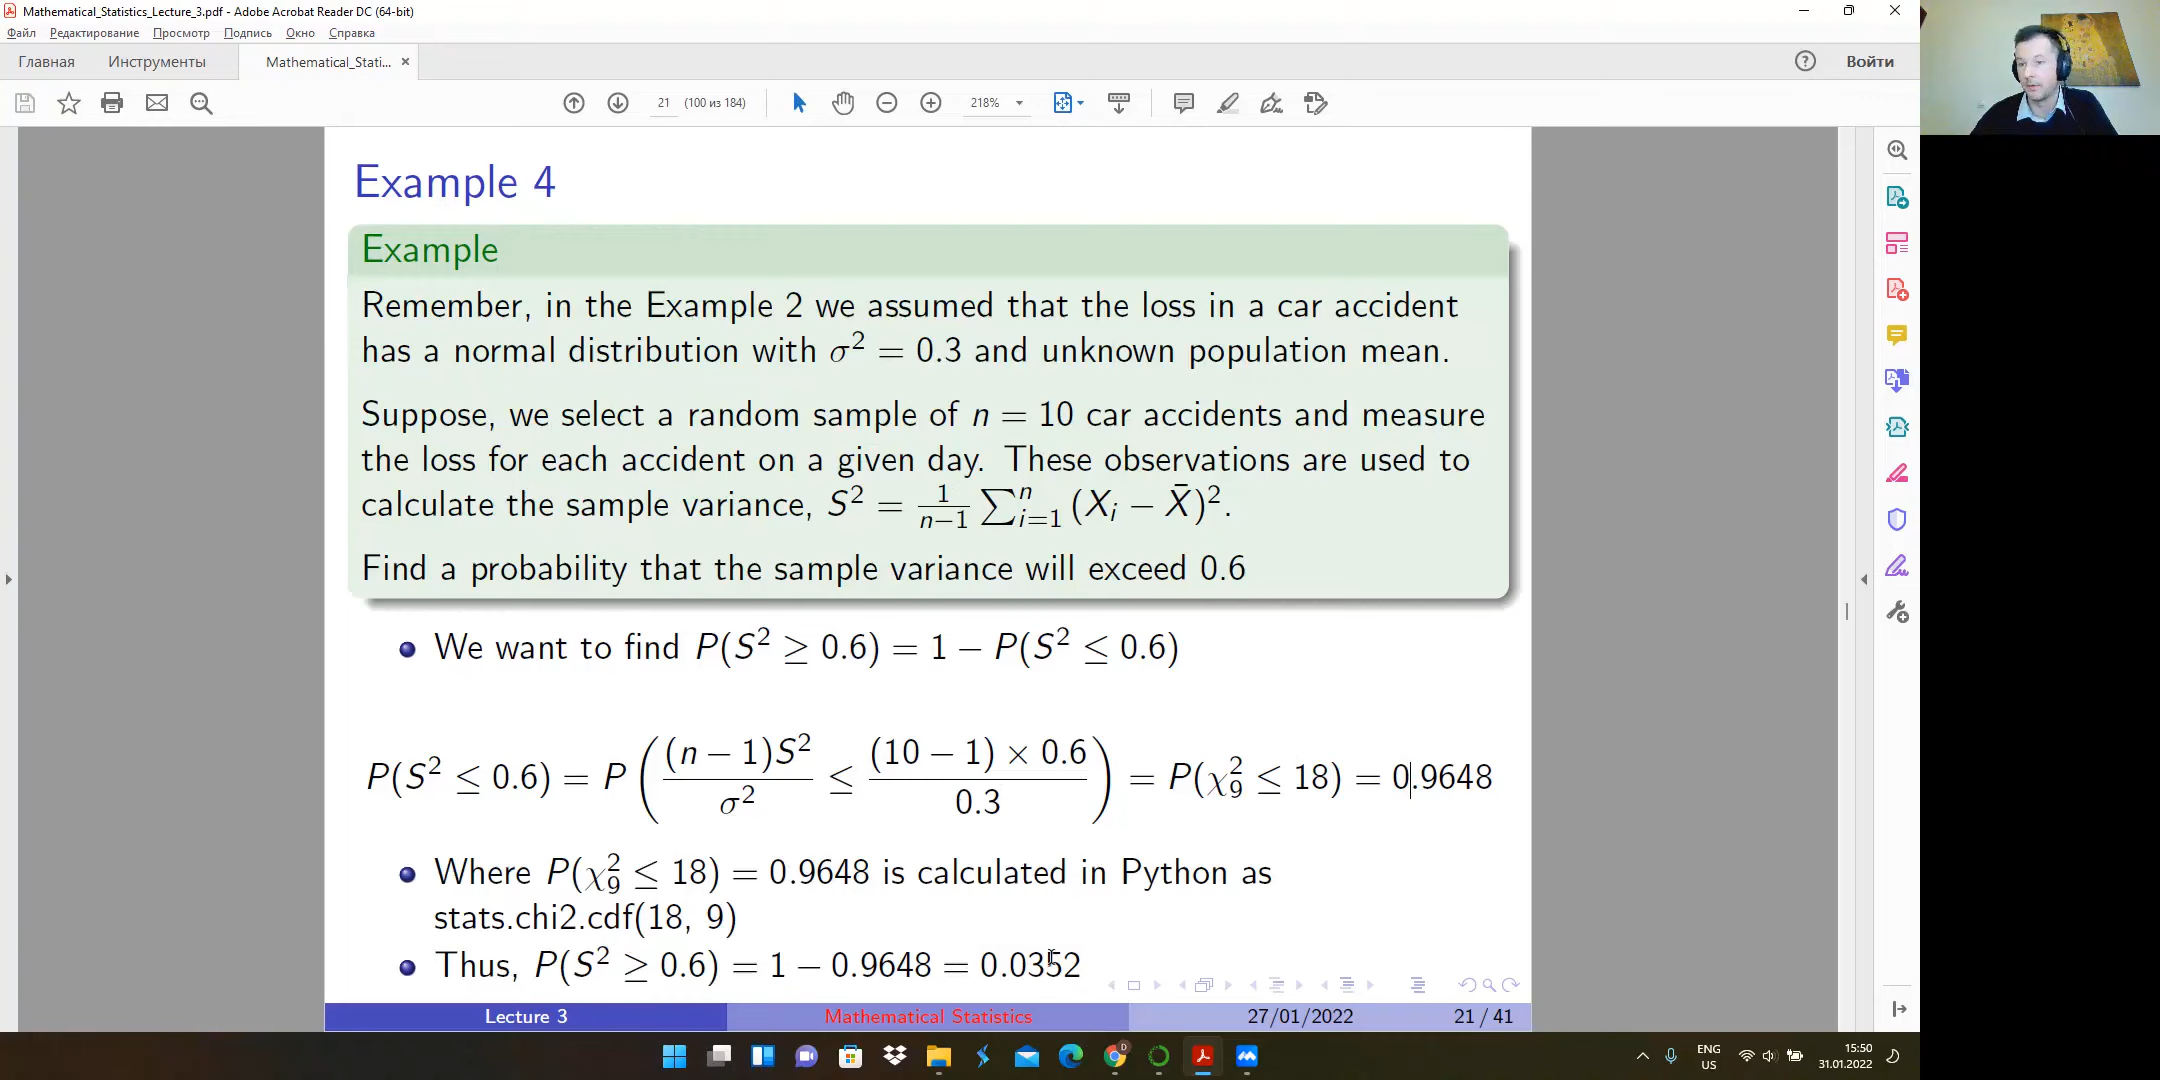 Mathematical_Statistics_Lecture_3.pdf - Adobe Acrobat Reader DC (64-bit)
Файл Редактирование Просмотр Подпись Окно Справка
Главная Инструменты Mathematical_Stati... × Войти
21 (100 из 184) 218%
Example 4
Example
Remember, in the Example 2 we assumed that the loss in a car accident
has a normal distribution with σ² = 0.3 and unknown population mean.
Suppose, we select a random sample of n = 10 car accidents and measure
the loss for each accident on a given day. These observations are used to
calculate the sample variance, S² = 1/(n−1) ∑ⁿᵢ₌₁ (Xᵢ − X̄)².
Find a probability that the sample variance will exceed 0.6
We want to find P(S² ≥ 0.6) = 1 − P(S² ≤ 0.6)
P(S² ≤ 0.6) = P( (n − 1)S² / σ² ≤ (10 − 1) × 0.6 / 0.3 ) = P(χ²₉ ≤ 18) = 0.9648
Where P(χ²₉ ≤ 18) = 0.9648 is calculated in Python as
stats.chi2.cdf(18, 9)
Thus, P(S² ≥ 0.6) = 1 − 0.9648 = 0.0352
Lecture 3 Mathematical Statistics 27/01/2022 21 / 41
ENG
US
15:50
31.01.2022